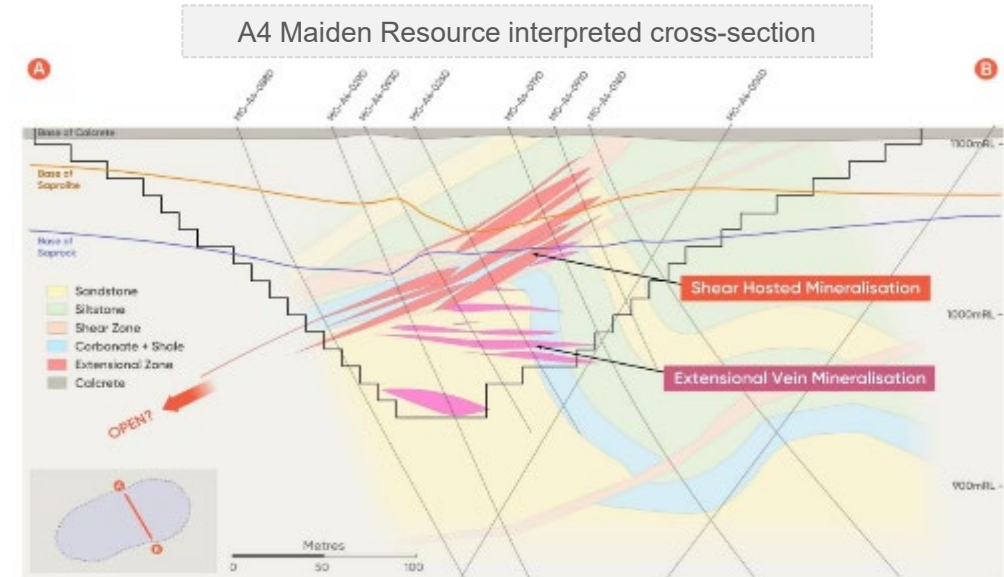 A4 Maiden Resource interpreted cross-section
A
B
Base of Calcrete
1100mRL
Base of
Saprolite
Base of
Saprock
Shear Hosted Mineralisation
Sandstone
Siltstone
Shear Zone
Carbonate + Shale
Extensional Zone
Calcrete
1000mRL
Extensional Vein Mineralisation
OPEN?
900mRL
A
B
Metres
0
50
100